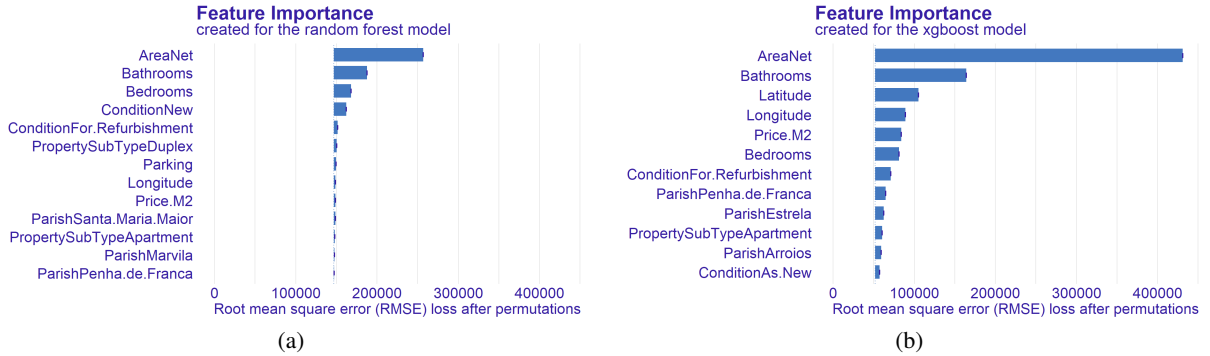 Feature Importance
created for the random forest model
AreaNet
Bathrooms
Bedrooms
ConditionNew
ConditionFor.Refurbishment
PropertySubTypeDuplex
Parking
Longitude
Price.M2
ParishSanta.Maria.Maior
PropertySubTypeApartment
ParishMarvila
ParishPenha.de.Franca
0 100000 200000 300000 400000
Root mean square error (RMSE) loss after permutations
(a)
Feature Importance
created for the xgboost model
AreaNet
Bathrooms
Latitude
Longitude
Price.M2
Bedrooms
ConditionFor.Refurbishment
ParishPenha.de.Franca
ParishEstrela
PropertySubTypeApartment
ParishArroios
ConditionAs.New
0 100000 200000 300000 400000
Root mean square error (RMSE) loss after permutations
(b)